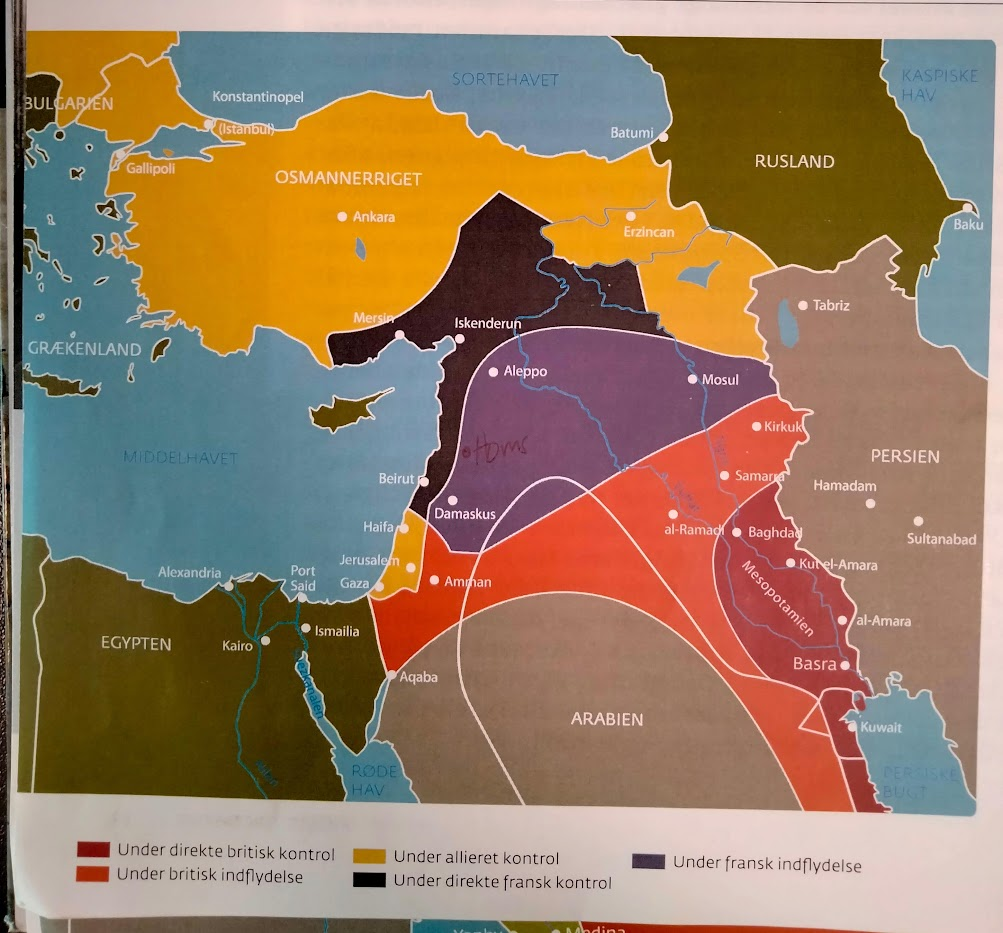 SORTEHAVET
KASPISKE
HAV
BULGARIEN
Konstantinopel
(Istanbul)
Batumi
RUSLAND
Gallipoli
OSMANNERRIGET
Ankara
Erzincan
Baku
Tabriz
Mersin
Iskenderun
GRÆKENLAND
Aleppo
Mosul
Kirkuk
Homs
MIDDELHAVET
PERSIEN
Beirut
Samarra
Hamadam
Damaskus
Haifa
al-Ramadi
Baghdad
Sultanabad
Jerusalem
Kut el-Amara
Alexandria
Port
Said
Gaza
Amman
Mesopotamien
al-Amara
Ismailia
EGYPTEN
Kairo
Basra
Aqaba
Suezkanalen
ARABIEN
Kuwait
RØDE
HAV
PERSISKE
BUGT
Nilen
Under direkte britisk kontrol
Under britisk indflydelse
Under allieret kontrol
Under direkte fransk kontrol
Under fransk indflydelse
Medina